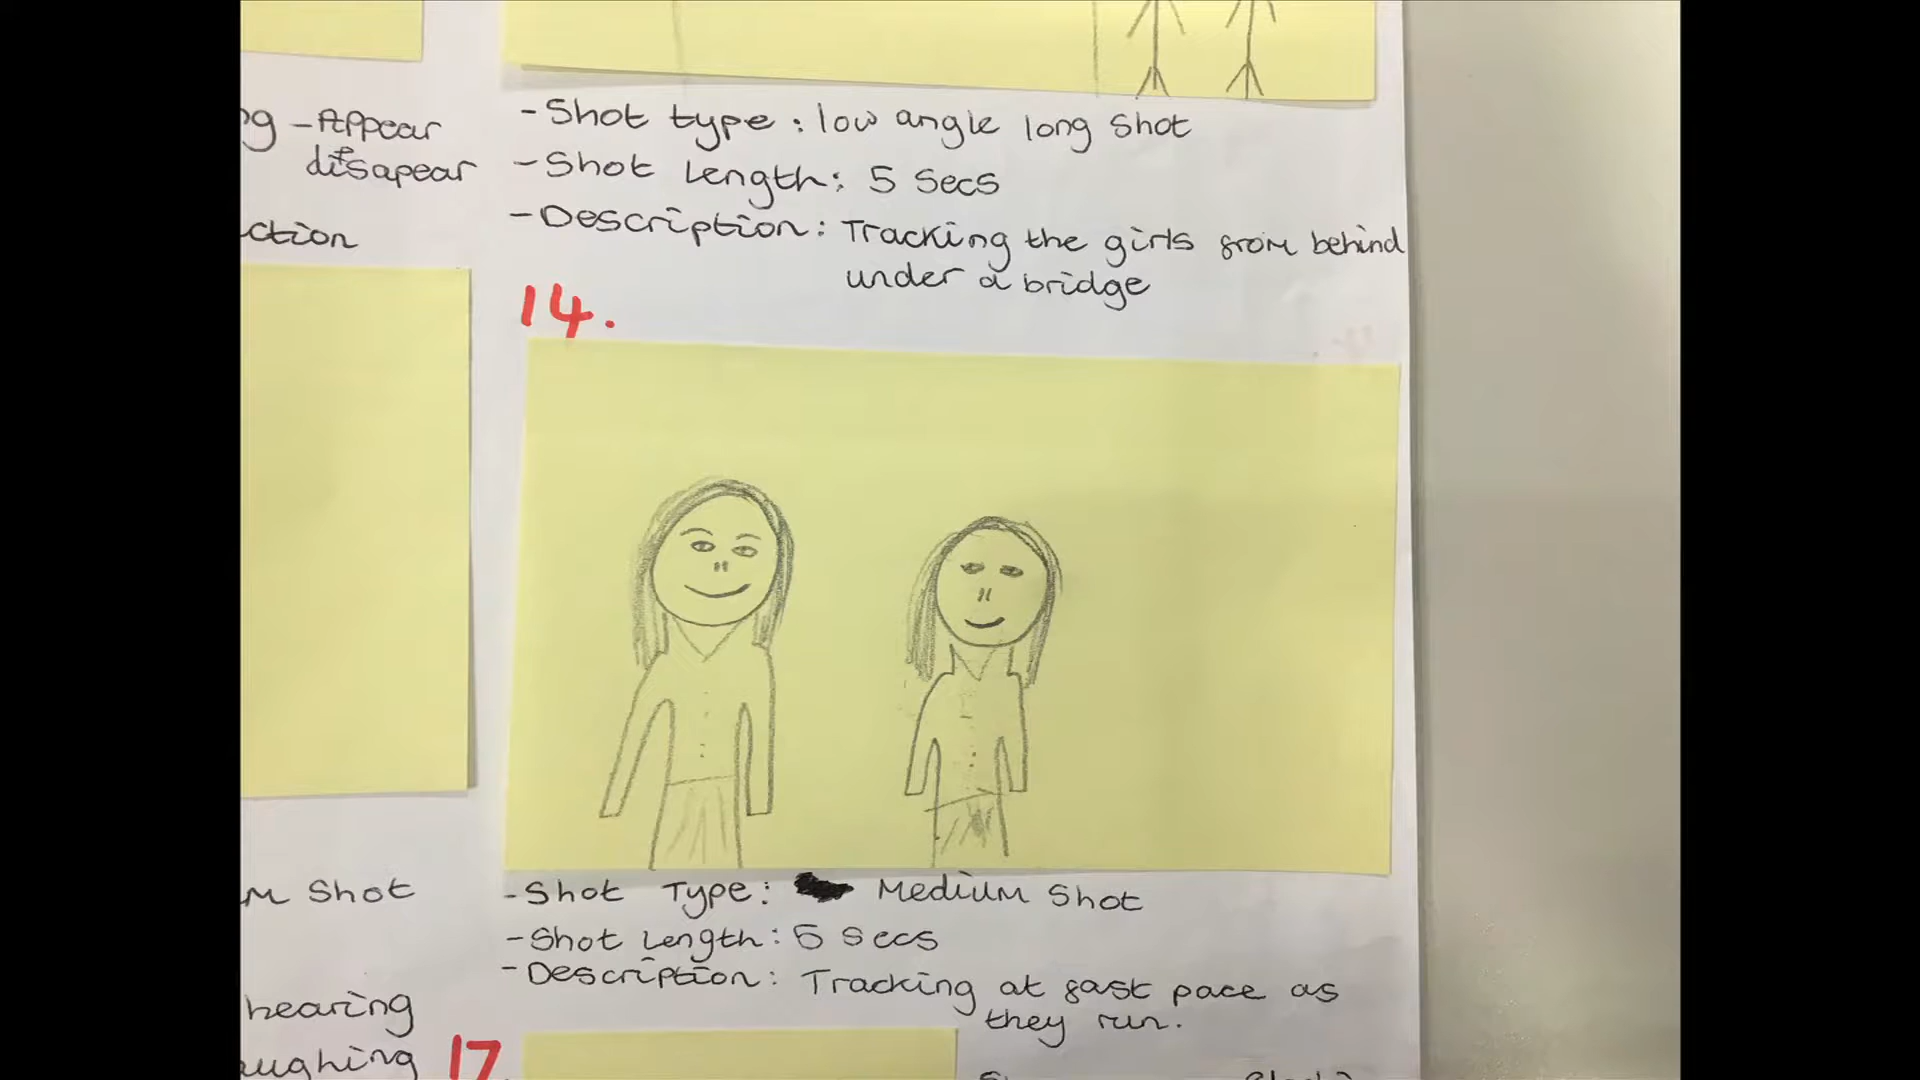 - Appear
disapear
ction
- Shot type: low angle long shot
- Shot Length: 5 secs
- Description: Tracking the girls from behind
under a bridge
14.
Shot
- Shot Type: Medium Shot
- Shot Length: 5 secs
- Description: Tracking at fast pace as
they run.
hearing
aughing
17.